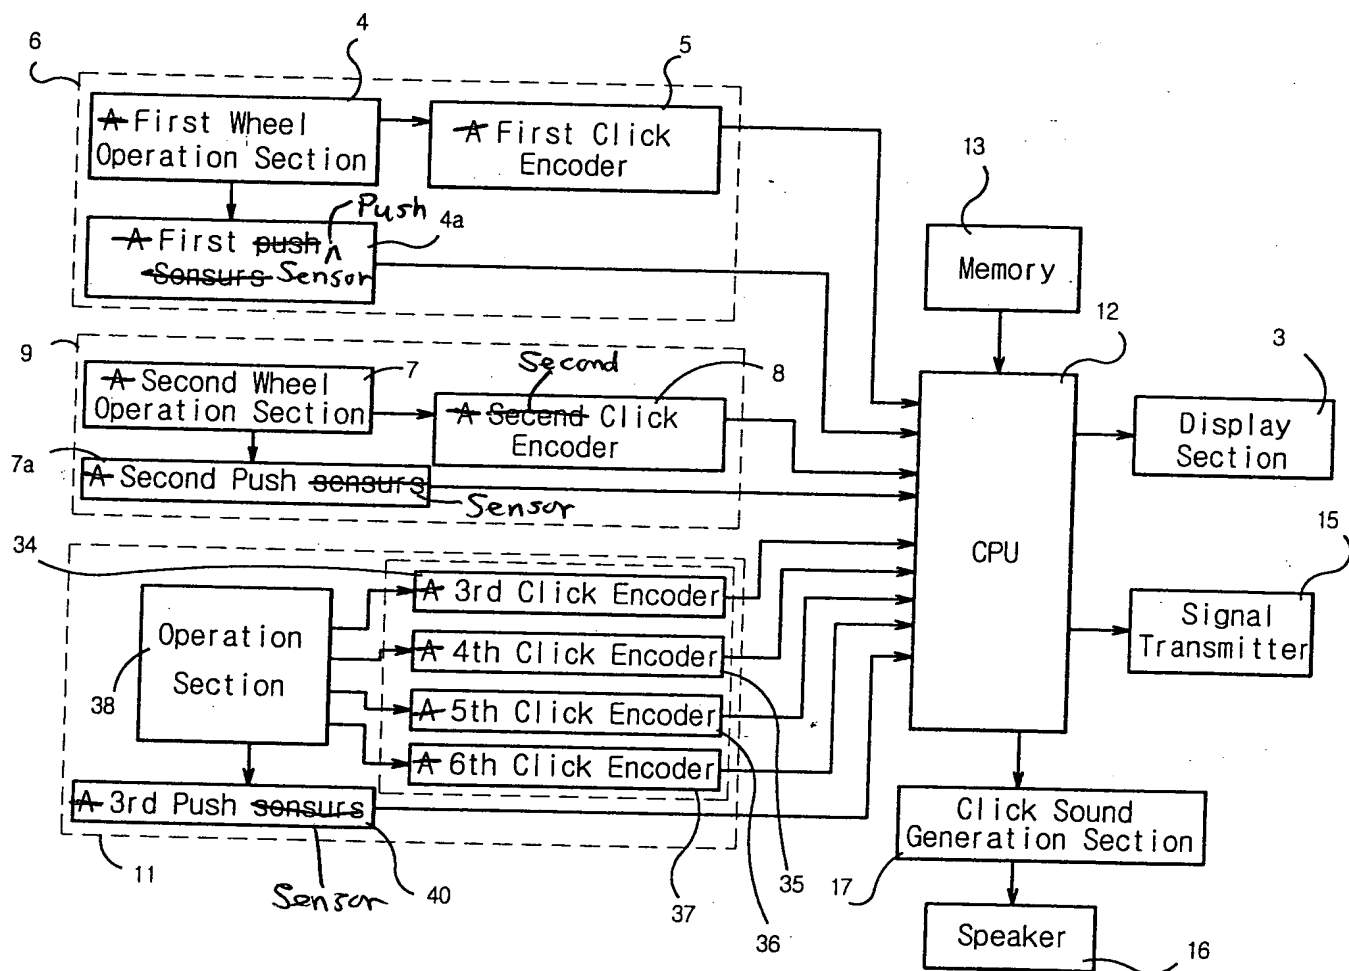 4
6
5
A First Wheel
Operation Section
A First Click
Encoder
Push
4a
A First push
Sonsurs Sensor
13
Memory
12
3
9
A Second Wheel
Operation Section
7
Second
A Secend Click
Encoder
8
Display
Section
7a
A Second Push sensurs
Sensor
CPU
15
Signal
Transmitter
34
A 3rd Click Encoder
Operation
Section
38
A 4th Click Encoder
A 5th Click Encoder
A 6th Click Encoder
A 3rd Push sonsurs
Click Sound
Generation Section
11
Sensor
40
35
37
36
17
Speaker
16